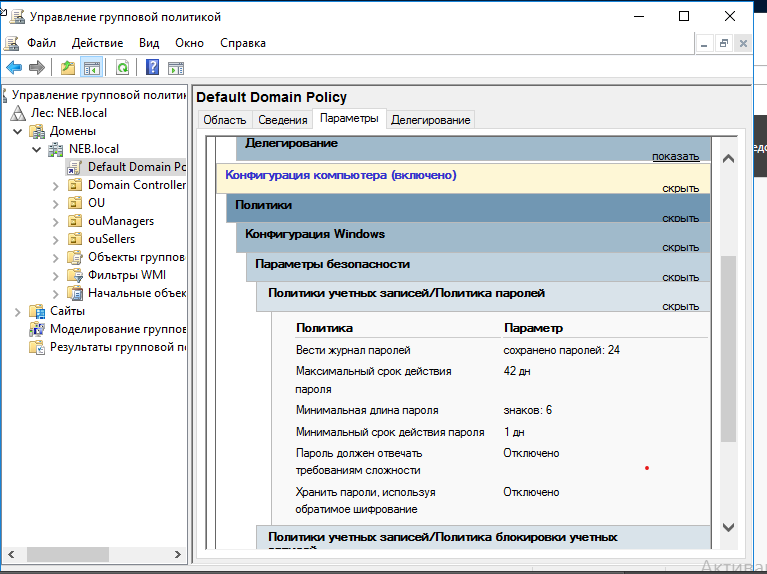 Управление групповой политикой
Файл Действие Вид Окно Справка
Управление групповой политик
Лес: NEB.local
Домены
NEB.local
Default Domain Po
Domain Controller
OU
ouManagers
ouSellers
Объекты группов
Фильтры WMI
Начальные объек
Сайты
Моделирование группов
Результаты групповой п
Default Domain Policy
Область Сведения Параметры Делегирование
Делегирование
показать
Конфигурация компьютера (включено)
скрыть
Политики
скрыть
Конфигурация Windows
скрыть
Параметры безопасности
скрыть
Политики учетных записей/Политика паролей
скрыть
Политика Параметр
Вести журнал паролей сохранено паролей: 24
Максимальный срок действия 42 дн
пароля
Минимальная длина пароля знаков: 6
Минимальный срок действия пароля 1 дн
Пароль должен отвечать Отключено
требованиям сложности
Хранить пароли, используя Отключено
обратимое шифрование
Политики учетных записей/Политика блокировки учетных